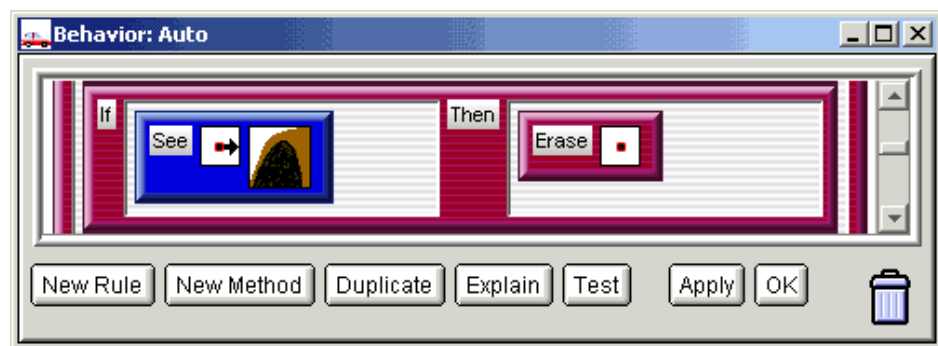 Behavior: Auto
If
Then
See
Erase
New Rule
New Method
Duplicate
Explain
Test
Apply
OK